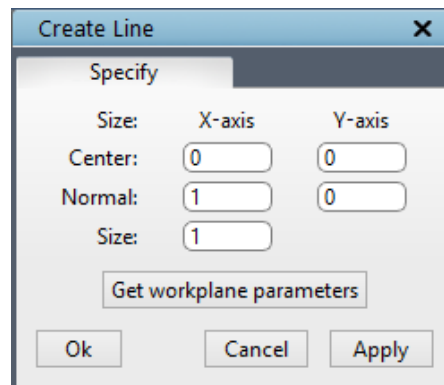 Create Line
Specify
Size: X-axis Y-axis
Center: 0 0
Normal: 1 0
Size: 1
Get workplane parameters
Ok Cancel Apply